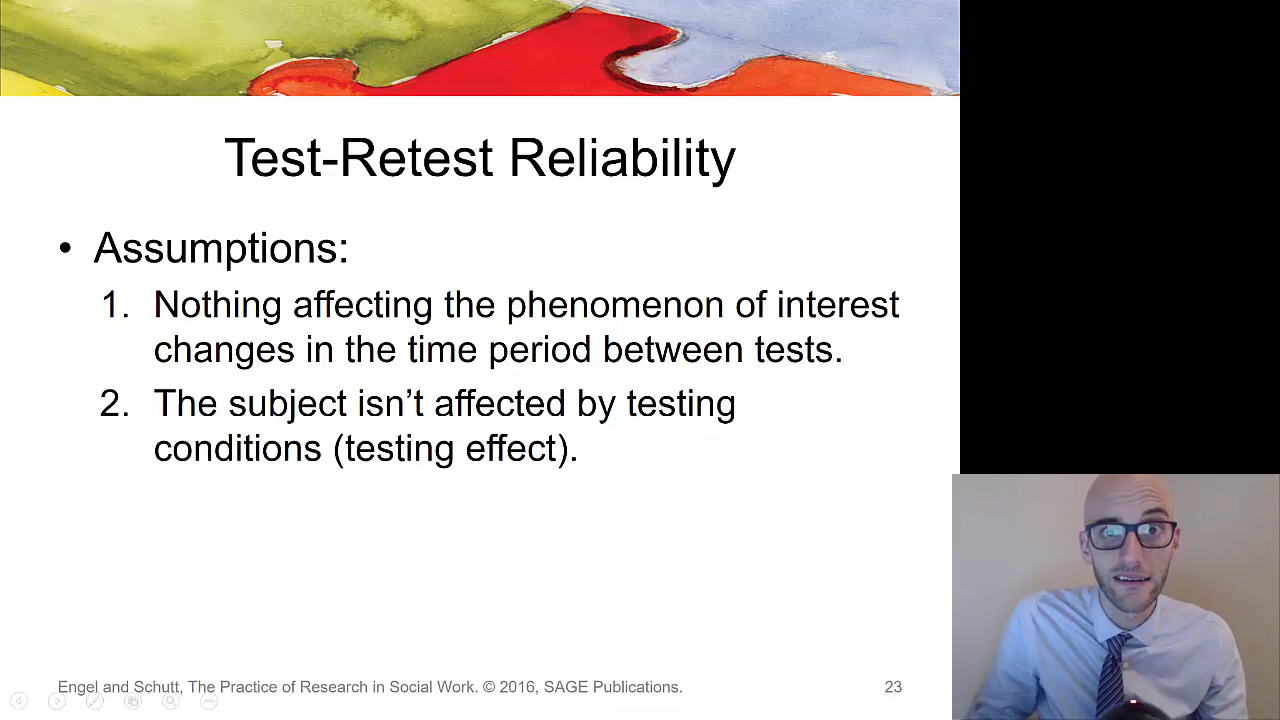 Test-Retest Reliability
• Assumptions:
1. Nothing affecting the phenomenon of interest
changes in the time period between tests.
2. The subject isn’t affected by testing
conditions (testing effect).
Engel and Schutt, The Practice of Research in Social Work. © 2016, SAGE Publications.
23